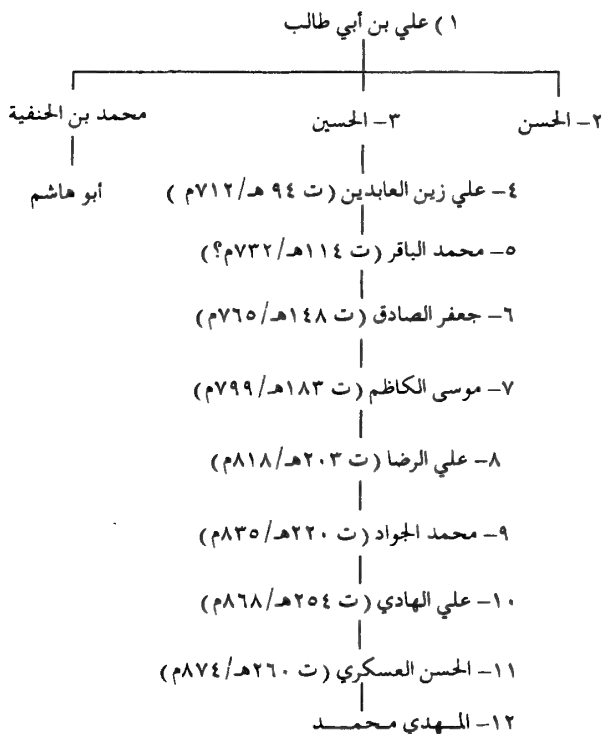 ١) علي بن أبي طالب
٢- الحسن ٣- الحسين محمد بن الحنفية
٤- علي زين العابدين (ت ٩٤ هـ/٧١٢م ) أبو هاشم
٥- محمد الباقر (ت ١١٤هـ/٧٣٢م؟)
٦- جعفر الصادق (ت ١٤٨هـ/٧٦٥م)
٧- موسى الكاظم (ت ١٨٣هـ/٧٩٩م)
٨- علي الرضا (ت ٢٠٣هـ/٨١٨م)
٩- محمد الجواد (ت ٢٢٠هـ/٨٣٥م)
١٠- علي الهادي (ت ٢٥٤هـ/٨٦٨م)
١١- الحسن العسكري (ت ٢٦٠هـ/٨٧٤م)
١٢- المـهدي محمـــد